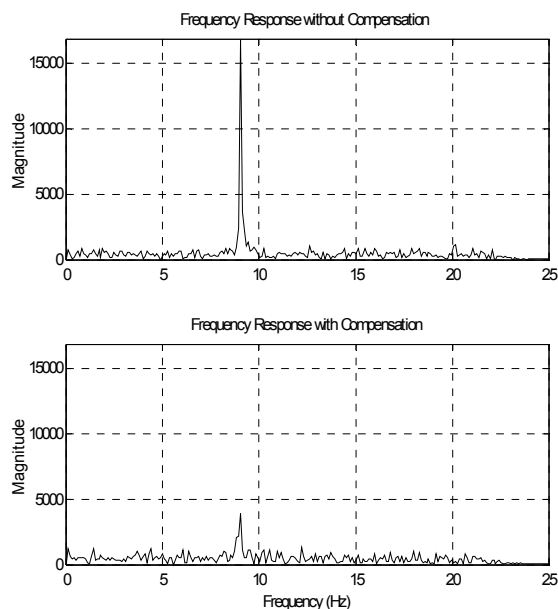 Frequency Response without Compensation
15000
10000
5000
0
Magnitude
0 5 10 15 20 25
Frequency Response with Compensation
15000
10000
5000
0
Magnitude
0 5 10 15 20 25
Frequency (Hz)